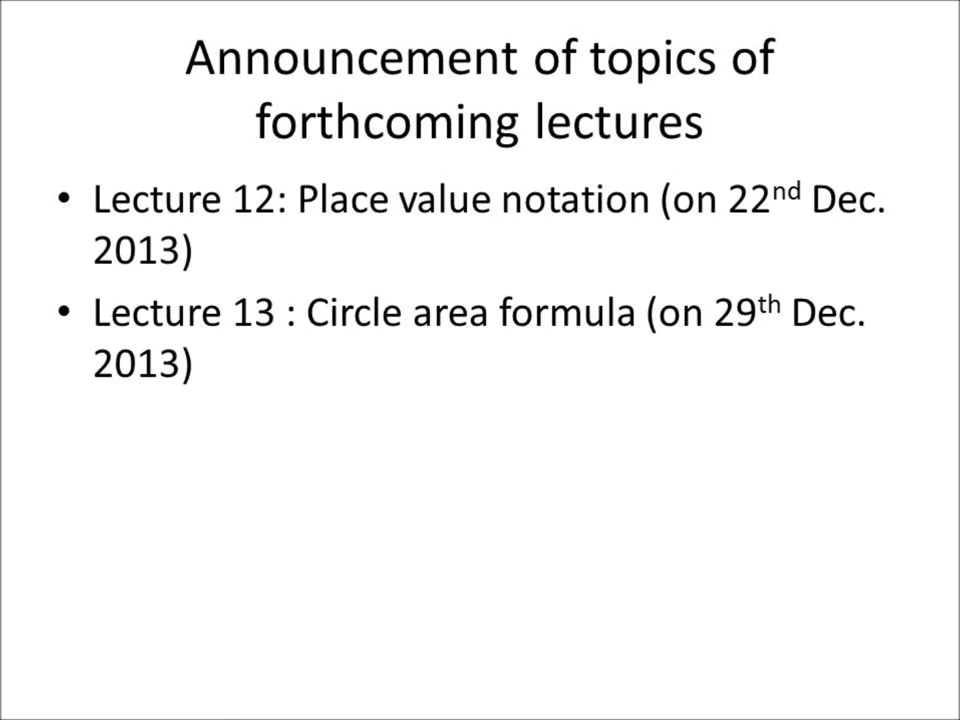 Announcement of topics of
forthcoming lectures
• Lecture 12: Place value notation (on 22nd Dec.
2013)
• Lecture 13 : Circle area formula (on 29th Dec.
2013)